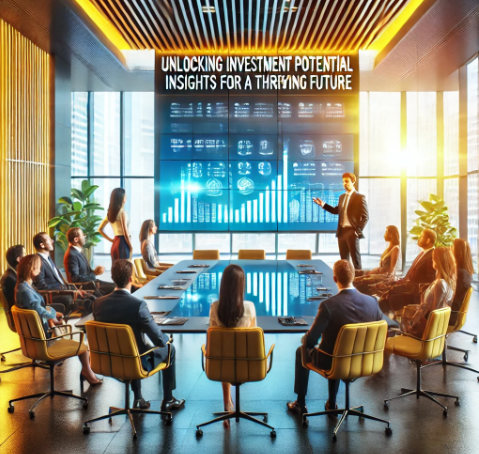 UNLOCKING INVESTMENT POTENTIAL
INSIGHTS FOR A THRIVING FUTURE